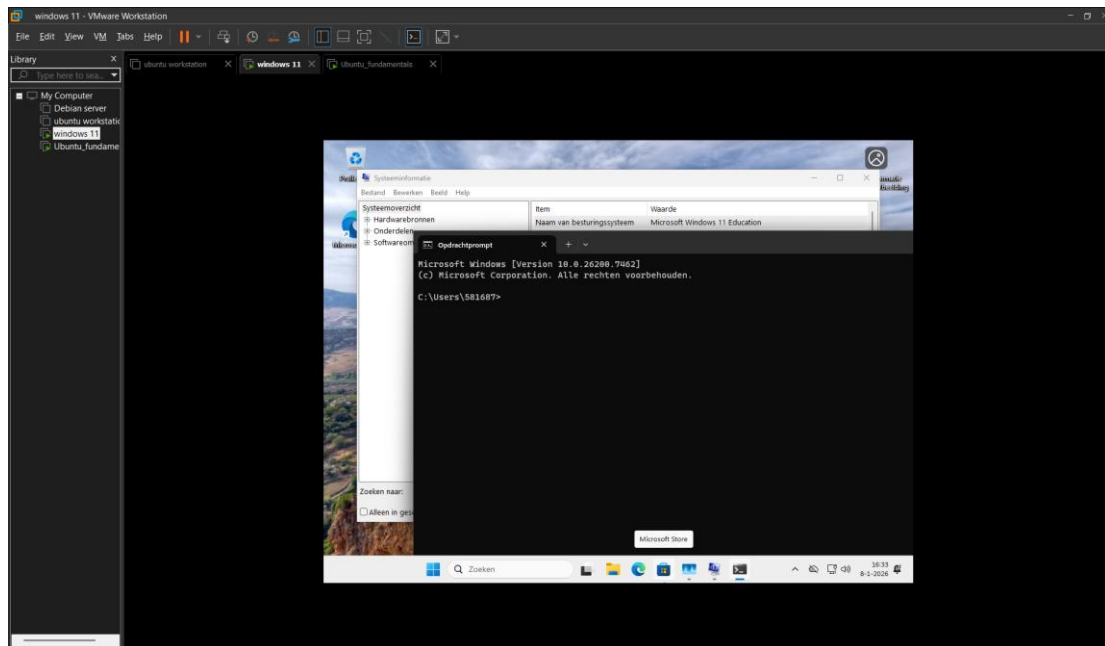 windows 11 - VMware Workstation
File Edit View VM Tabs Help
Library
Type here to sea...
ubuntu workstation
windows 11
Ubuntu_fundamentals
My Computer
Debian server
ubuntu workstatio
windows 11
Ubuntu_fundame
Systeeminformatie
Bestand Bewerken Beeld Help
Systeemoverzicht
Hardwarebronnen
Onderdelen
Softwareom
Item Waarde
Naam van besturingssysteem Microsoft Windows 11 Education
Opdrachtprompt
Microsoft Windows [Version 10.0.26200.7462]
(c) Microsoft Corporation. Alle rechten voorbehouden.
C:\Users\581687>
Zoeken naar:
Alleen in ges
Microsoft Store
Zoeken
16:33
8-1-2026